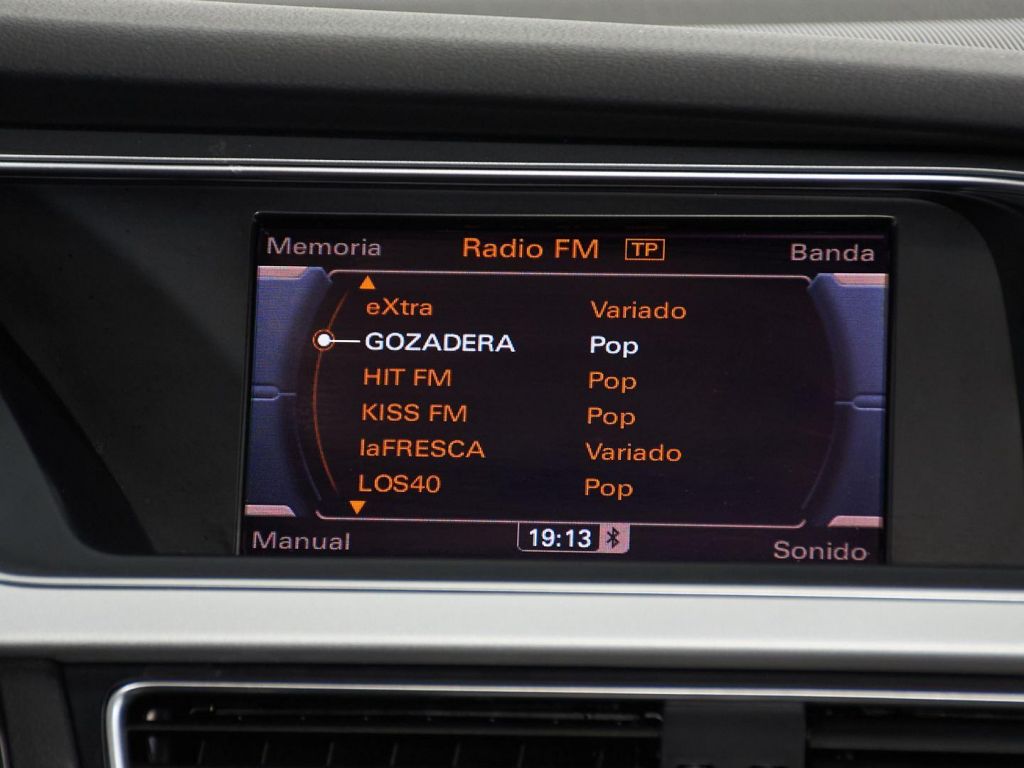 Memoria Radio FM TP Banda
eXtra Variado
GOZADERA Pop
HIT FM Pop
KISS FM Pop
laFRESCA Variado
LOS40 Pop
Manual 19:13 Sonido